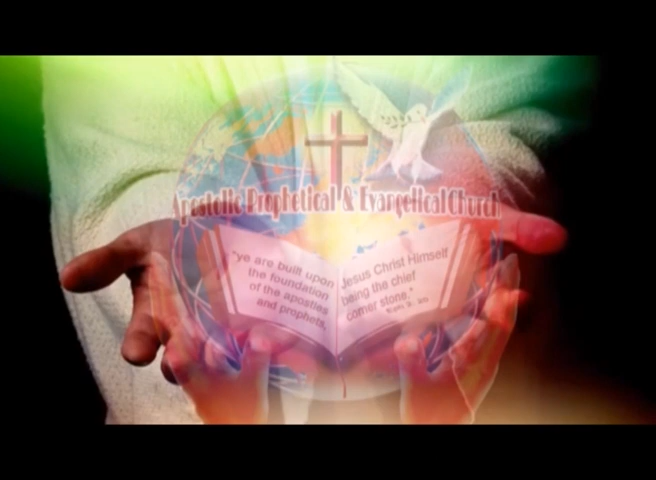 Apostolic Prophetical & Evangelical Church
"ye are built upon
the foundation
of the apostles
and prophets,
Jesus Christ Himself
being the chief
corner stone."